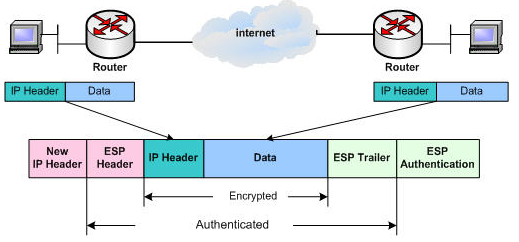 internet
Router
Router
IP Header Data
IP Header Data
New IP Header
ESP Header
IP Header
Data
ESP Trailer
ESP Authentication
Encrypted
Authenticated